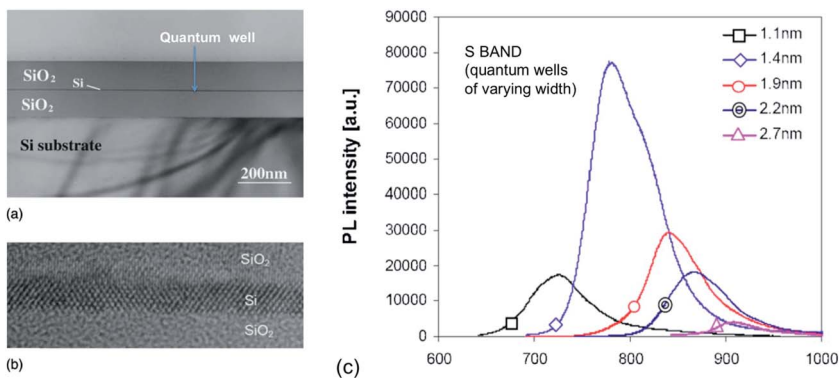 Quantum well
SiO₂
Si
SiO₂
Si substrate
200nm
(a)
SiO₂
Si
SiO₂
(b)
90000
80000
70000
60000
50000
40000
30000
20000
10000
0
PL intensity [a.u.]
S BAND
(quantum wells
of varying width)
1.1nm
1.4nm
1.9nm
2.2nm
2.7nm
600 700 800 900 1000
(c)